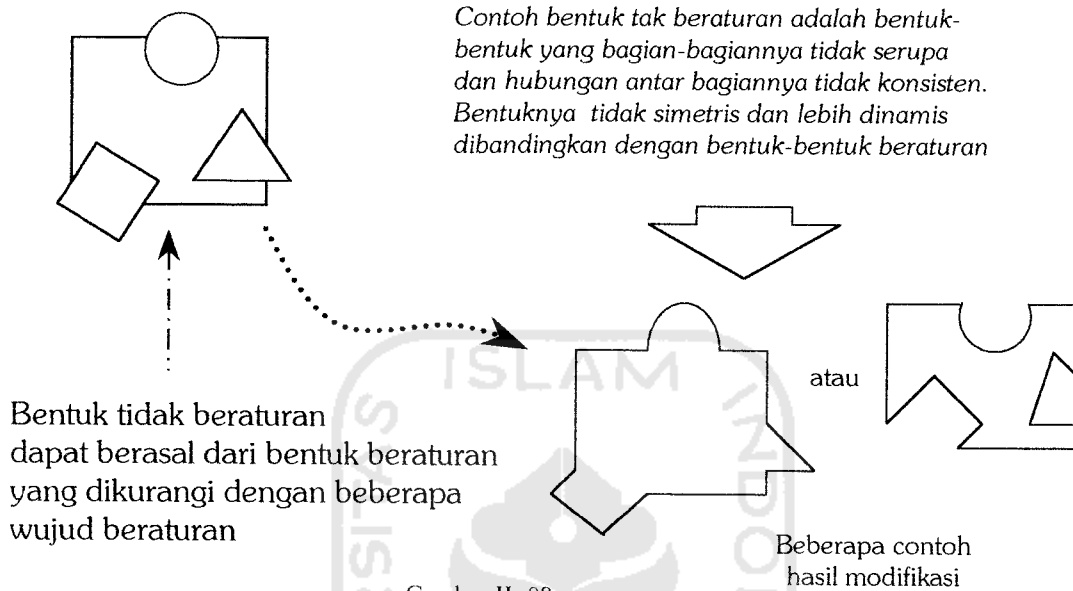 Contoh bentuk tak beraturan adalah bentuk-
bentuk yang bagian-bagiannya tidak serupa
dan hubungan antar bagiannya tidak konsisten.
Bentuknya tidak simetris dan lebih dinamis
dibandingkan dengan bentuk-bentuk beraturan
atau
Bentuk tidak beraturan
dapat berasal dari bentuk beraturan
yang dikurangi dengan beberapa
wujud beraturan
Beberapa contoh
hasil modifikasi
ISLAM